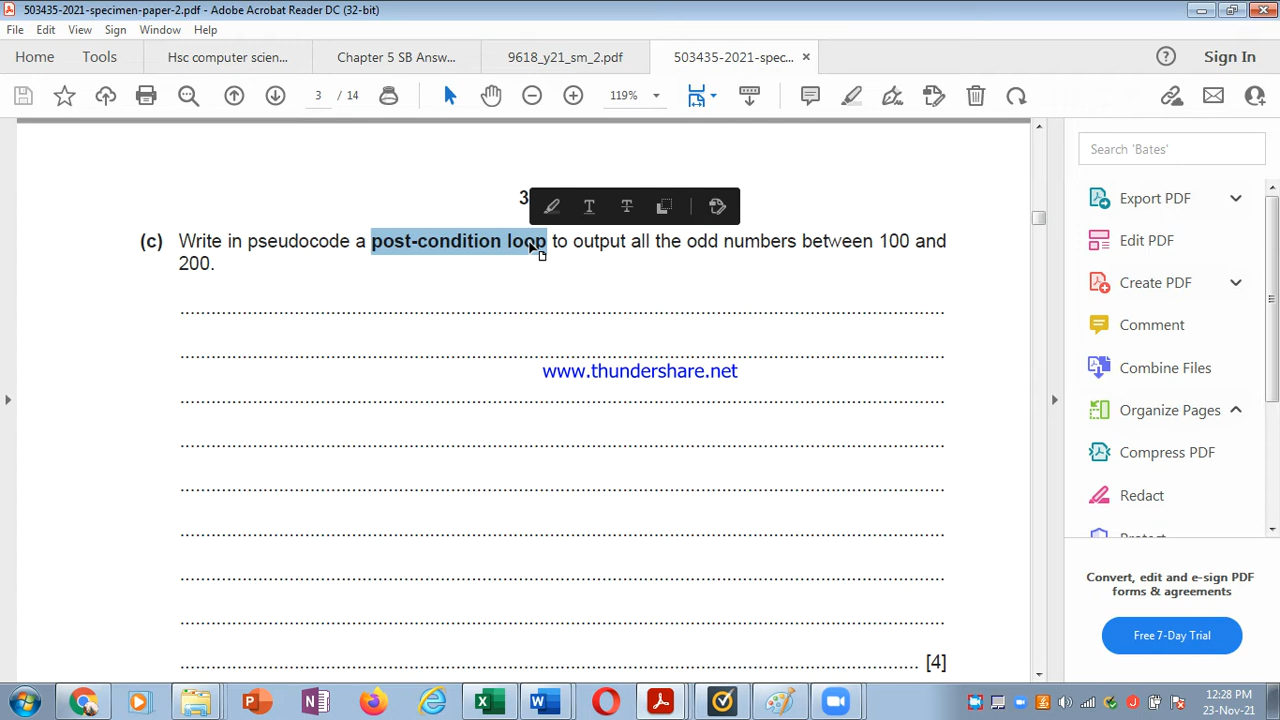 503435-2021-specimen-paper-2.pdf - Adobe Acrobat Reader DC (32-bit)
File Edit View Sign Window Help
Home Tools Hsc computer scien... Chapter 5 SB Answ... 9618_y21_sm_2.pdf 503435-2021-spec... × Sign In
3 / 14 119%
Search 'Bates'
3
Export PDF
(c) Write in pseudocode a post-condition loop to output all the odd numbers between 100 and
200.
Edit PDF
Create PDF
Comment
www.thundershare.net
Combine Files
Organize Pages
Compress PDF
Redact
Protect
Convert, edit and e-sign PDF
forms & agreements
Free 7-Day Trial
[4]
12:28 PM
23-Nov-21